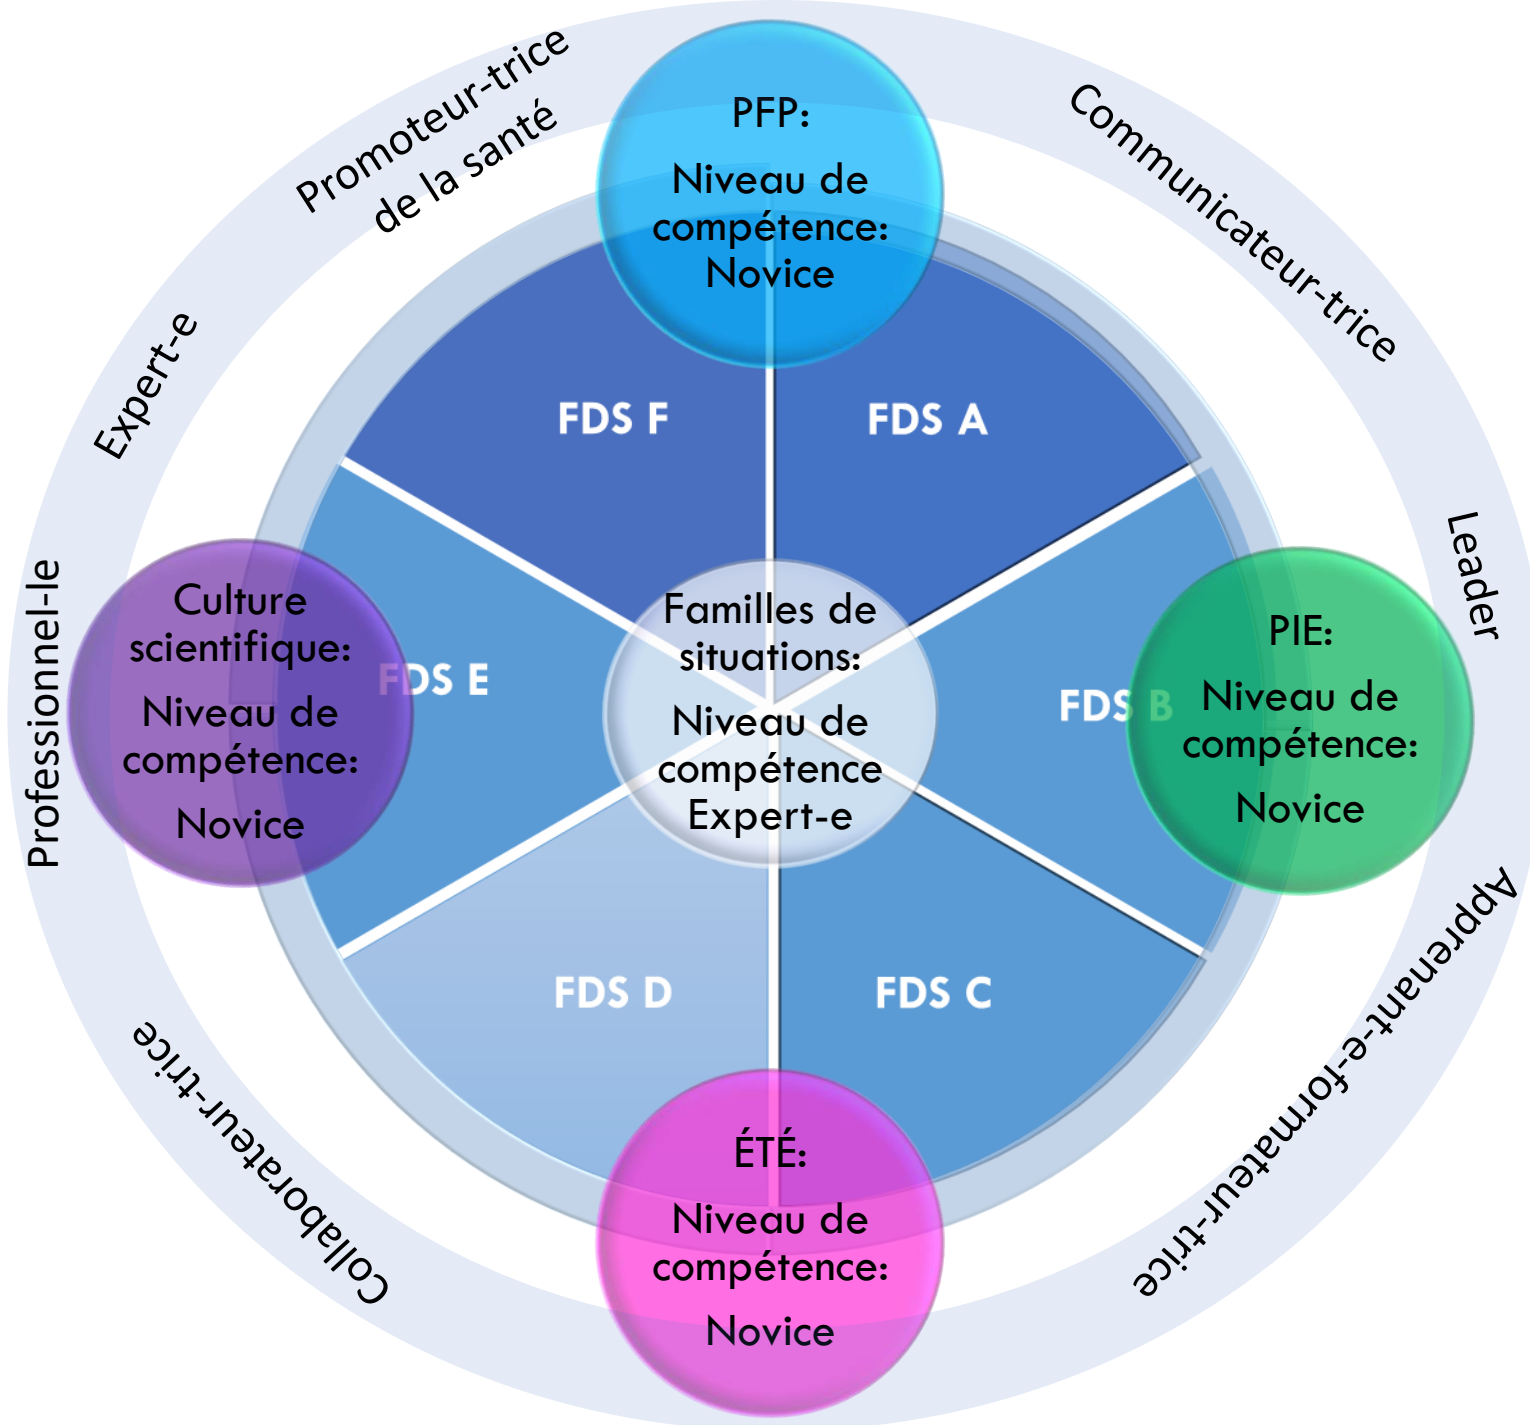 Promoteur-trice
de la santé
Communicateur-trice
PFP:
Niveau de
compétence:
Novice
Expert-e
FDS F
FDS A
Leader
Professionnel-le
Culture
scientifique:
Niveau de
compétence:
Novice
FDS E
Familles de
situations:
Niveau de
compétence
Expert-e
FDS B
PIE:
Niveau de
compétence:
Novice
FDS D
FDS C
Apprenant-e-formateur-trice
Collaborateur-trice
ÉTÉ:
Niveau de
compétence:
Novice